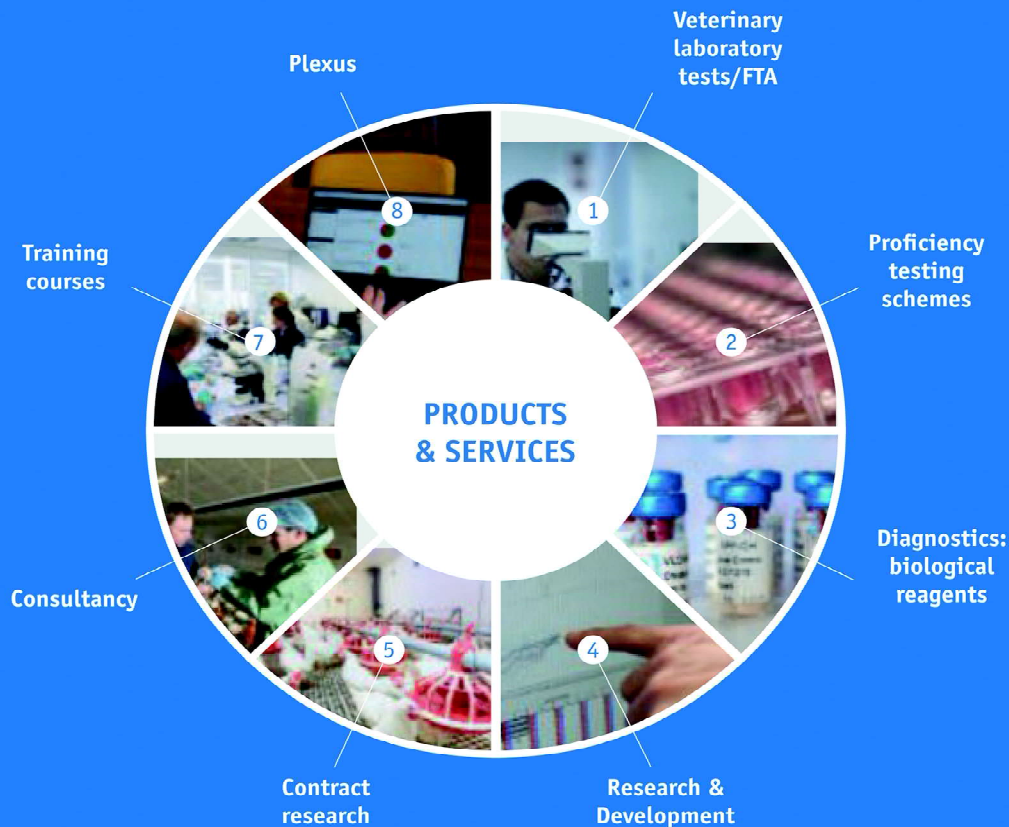 PRODUCTS
& SERVICES
1
Veterinary
laboratory
tests/FTA
2
Proficiency
testing
schemes
3
Diagnostics:
biological
reagents
4
Research &
Development
5
Contract
research
6
Consultancy
7
Training
courses
8
Plexus